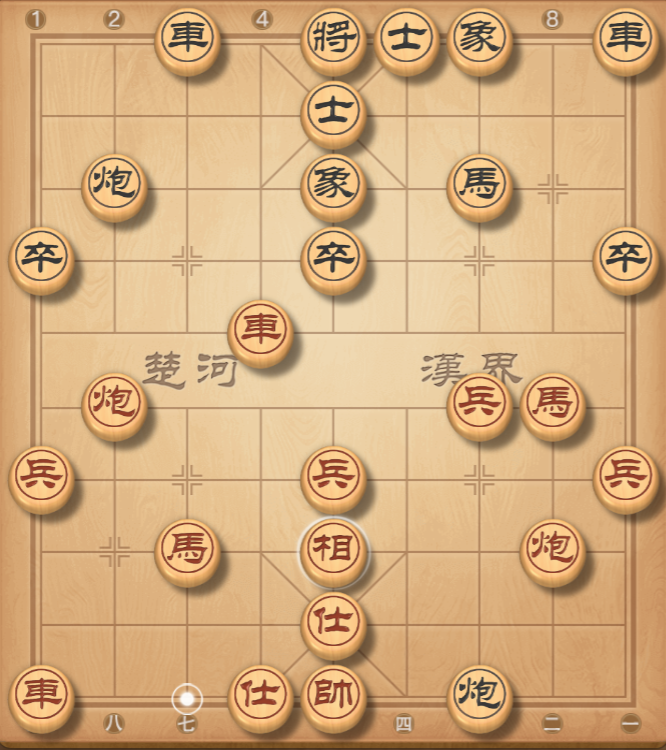 1 2 4 8
車 將 士 象 車
士
炮 象 馬
卒 卒 卒
車
楚河 漢界
炮 兵 馬
兵 兵 兵
馬 相 炮
仕
車 仕 帥 炮
八 七 四 二 一